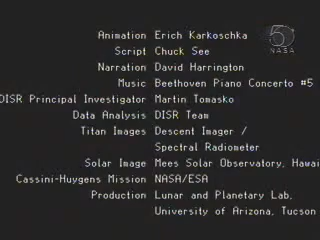 5
NASA
Animation Erich Karkoschka
Script Chuck See
Narration David Harrington
Music Beethoven Piano Concerto #5
DISR Principal Investigator Martin Tomasko
Data Analysis DISR Team
Titan Images Descent Imager /
Spectral Radiometer
Solar Image Mees Solar Observatory, Hawai
Cassini-Huygens Mission NASA/ESA
Production Lunar and Planetary Lab,
University of Arizona, Tucson